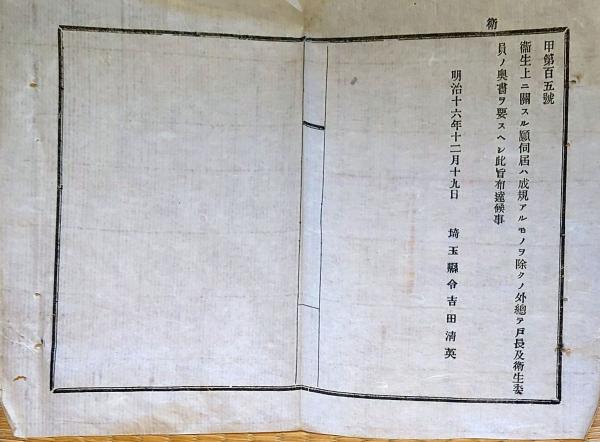 衛
甲第百五號
衞生上ニ關スル願伺屆ハ成規アルモノヲ除クノ外總テ戸長及衞生委
員ノ奥書ヲ要スヘシ此旨布達候事
明治十六年十二月十九日
埼玉縣令吉田清英